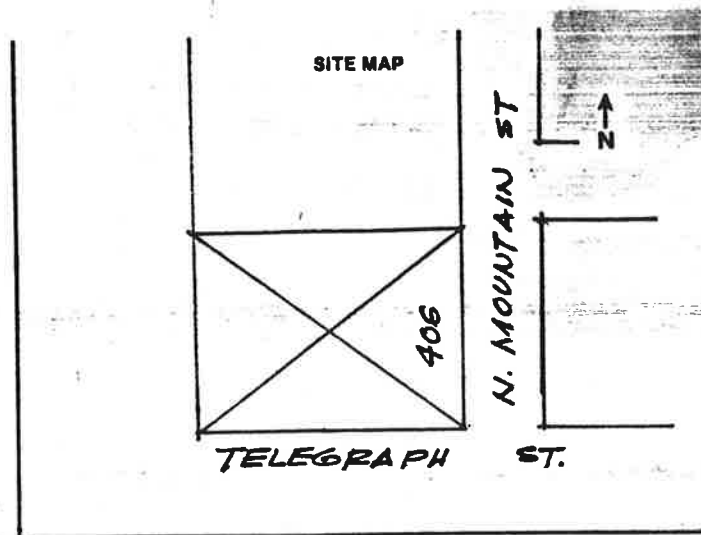 SITE MAP
N
N. MOUNTAIN ST
406
TELEGRAPH ST.